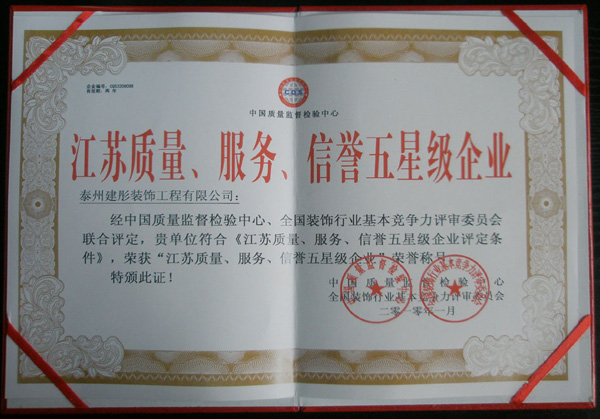 有效期：两年
中国质量监督检验中心
江苏质量、服务、信誉五星级企业
泰州建彤装饰工程有限公司：
经中国质量监督检验中心、全国装饰行业基本竞争力评审委员会
联合评定，贵单位符合《江苏质量、服务、信誉五星级企业评定条
件》，荣获“江苏质量、服务、信誉五星级企业”荣誉称号。
特颁此证！
中国质量监督检验中心
全国装饰行业基本竞争力评审委员会
二零一零年一月